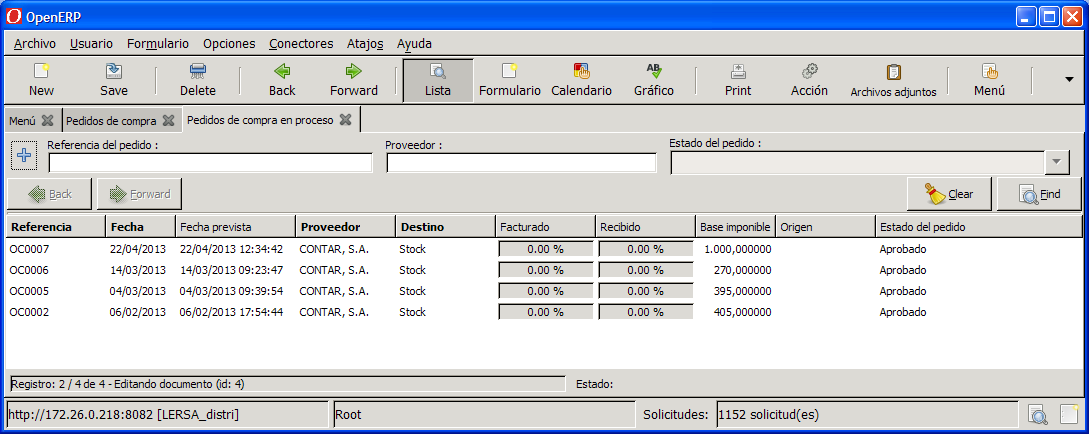 OpenERP
Archivo Usuario Formulario Opciones Conectores Atajos Ayuda
New Save Delete Back Forward Lista Formulario Calendario Gráfico Print Acción Archivos adjuntos Menú
Menú Pedidos de compra Pedidos de compra en proceso
Referencia del pedido : Proveedor : Estado del pedido :
Back Forward Clear Find
Referencia Fecha Fecha prevista Proveedor Destino Facturado Recibido Base imponible Origen Estado del pedido
OC0007 22/04/2013 22/04/2013 12:34:42 CONTAR, S.A. Stock 0.00 % 0.00 % 1.000,000000 Aprobado
OC0006 14/03/2013 14/03/2013 09:23:47 CONTAR, S.A. Stock 0.00 % 0.00 % 270,000000 Aprobado
OC0005 04/03/2013 04/03/2013 09:39:54 CONTAR, S.A. Stock 0.00 % 0.00 % 395,000000 Aprobado
OC0002 06/02/2013 06/02/2013 17:54:44 CONTAR, S.A. Stock 0.00 % 0.00 % 405,000000 Aprobado
Registro: 2 / 4 de 4 - Editando documento (id: 4) Estado:
http://172.26.0.218:8082 [LERSA_distri] Root Solicitudes: 1152 solicitud(es)